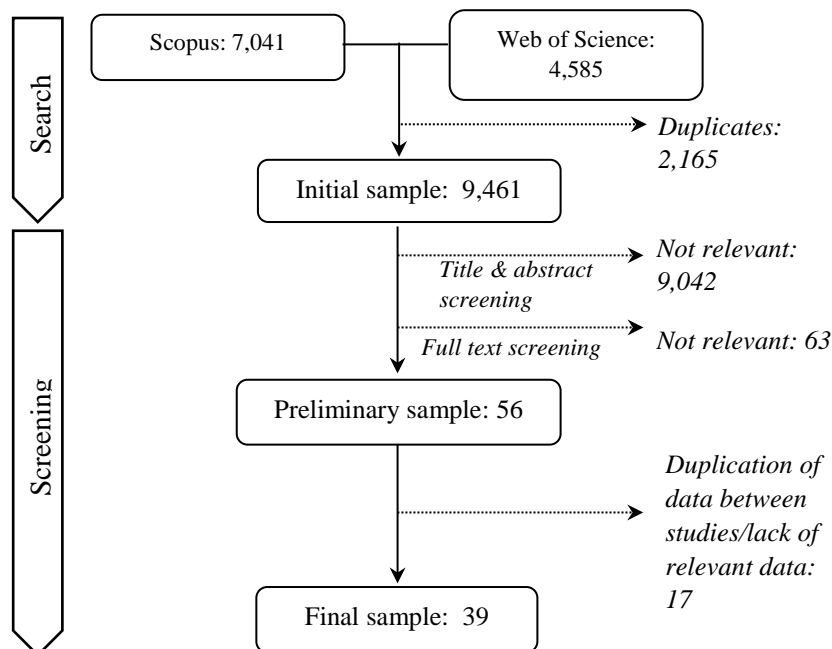 Search
Scopus: 7,041
Web of Science:
4,585
Duplicates:
2,165
Initial sample: 9,461
Screening
Title & abstract
screening
Not relevant:
9,042
Full text screening
Not relevant: 63
Preliminary sample: 56
Duplication of
data between
studies/lack of
relevant data:
17
Final sample: 39